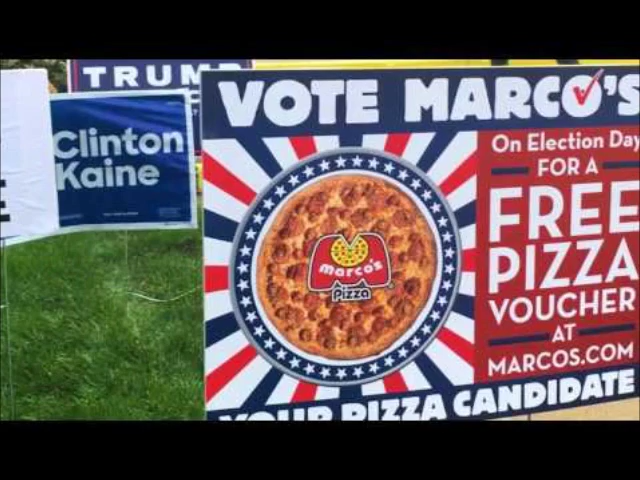 TRUMP
Clinton
Kaine
VOTE MARCO'S
On Election Day
FOR A
FREE
PIZZA
VOUCHER
AT
MARCOS.COM
marco's
Pizza
YOUR PIZZA CANDIDATE